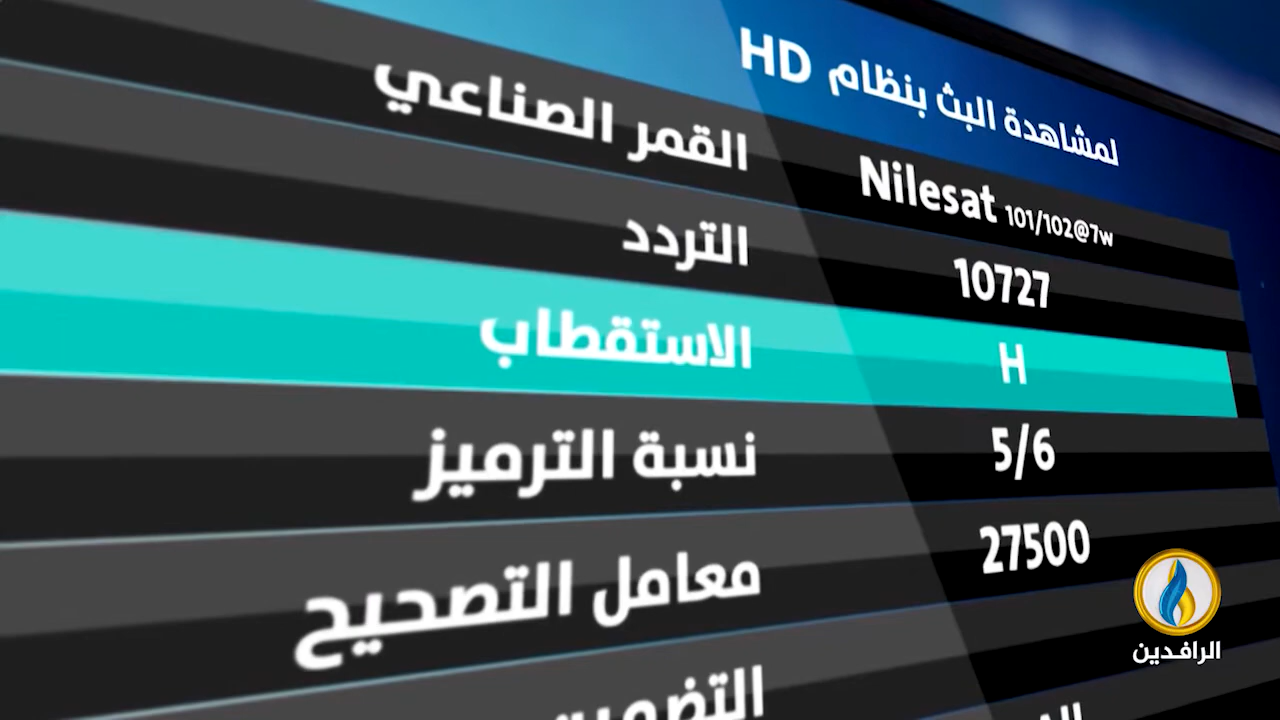 لمشاهدة البث بنظام HD
القمر الصناعي
Nilesat 101/102@7w
التردد
10727
الاستقطاب
H
نسبة الترميز
5/6
معامل التصحيح
27500
الرافدين